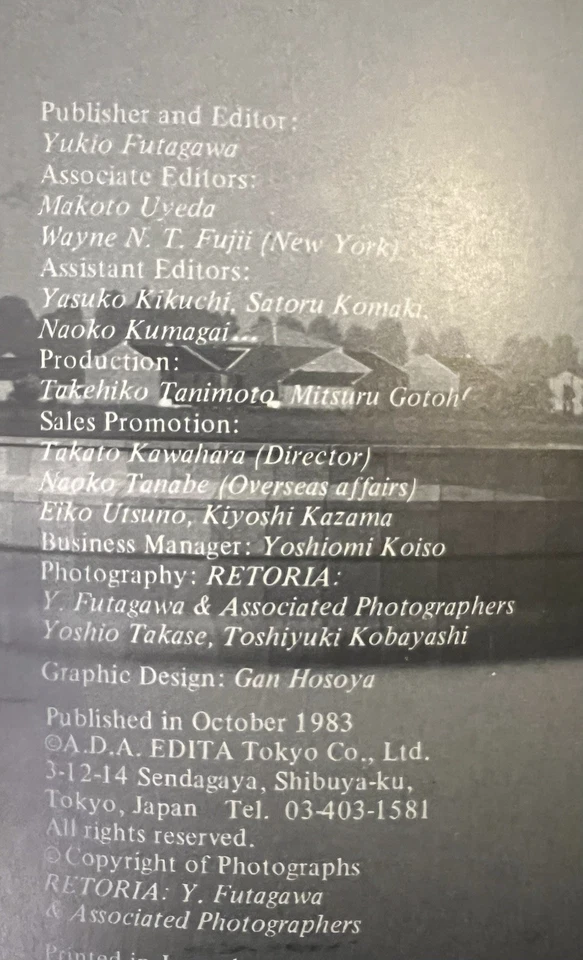 Publisher and Editor:
Yukio Futagawa
Associate Editors:
Makoto Uyeda
Wayne N. T. Fujii (New York)
Assistant Editors:
Yasuko Kikuchi, Satoru Komaki,
Naoko Kumagai
Production:
Takehiko Tanimoto, Mitsuru Gotoh
Sales Promotion:
Takato Kawahara (Director)
Naoko Tanabe (Overseas affairs)
Eiko Utsuno, Kiyoshi Kazama
Business Manager: Yoshiomi Koiso
Photography: RETORIA:
Y. Futagawa & Associated Photographers
Yoshio Takase, Toshiyuki Kobayashi
Graphic Design: Gan Hosoya
Published in October 1983
©A.D.A. EDITA Tokyo Co., Ltd.
3-12-14 Sendagaya, Shibuya-ku,
Tokyo, Japan Tel. 03-403-1581
All rights reserved.
©Copyright of Photographs
RETORIA: Y. Futagawa
& Associated Photographers
Printed in